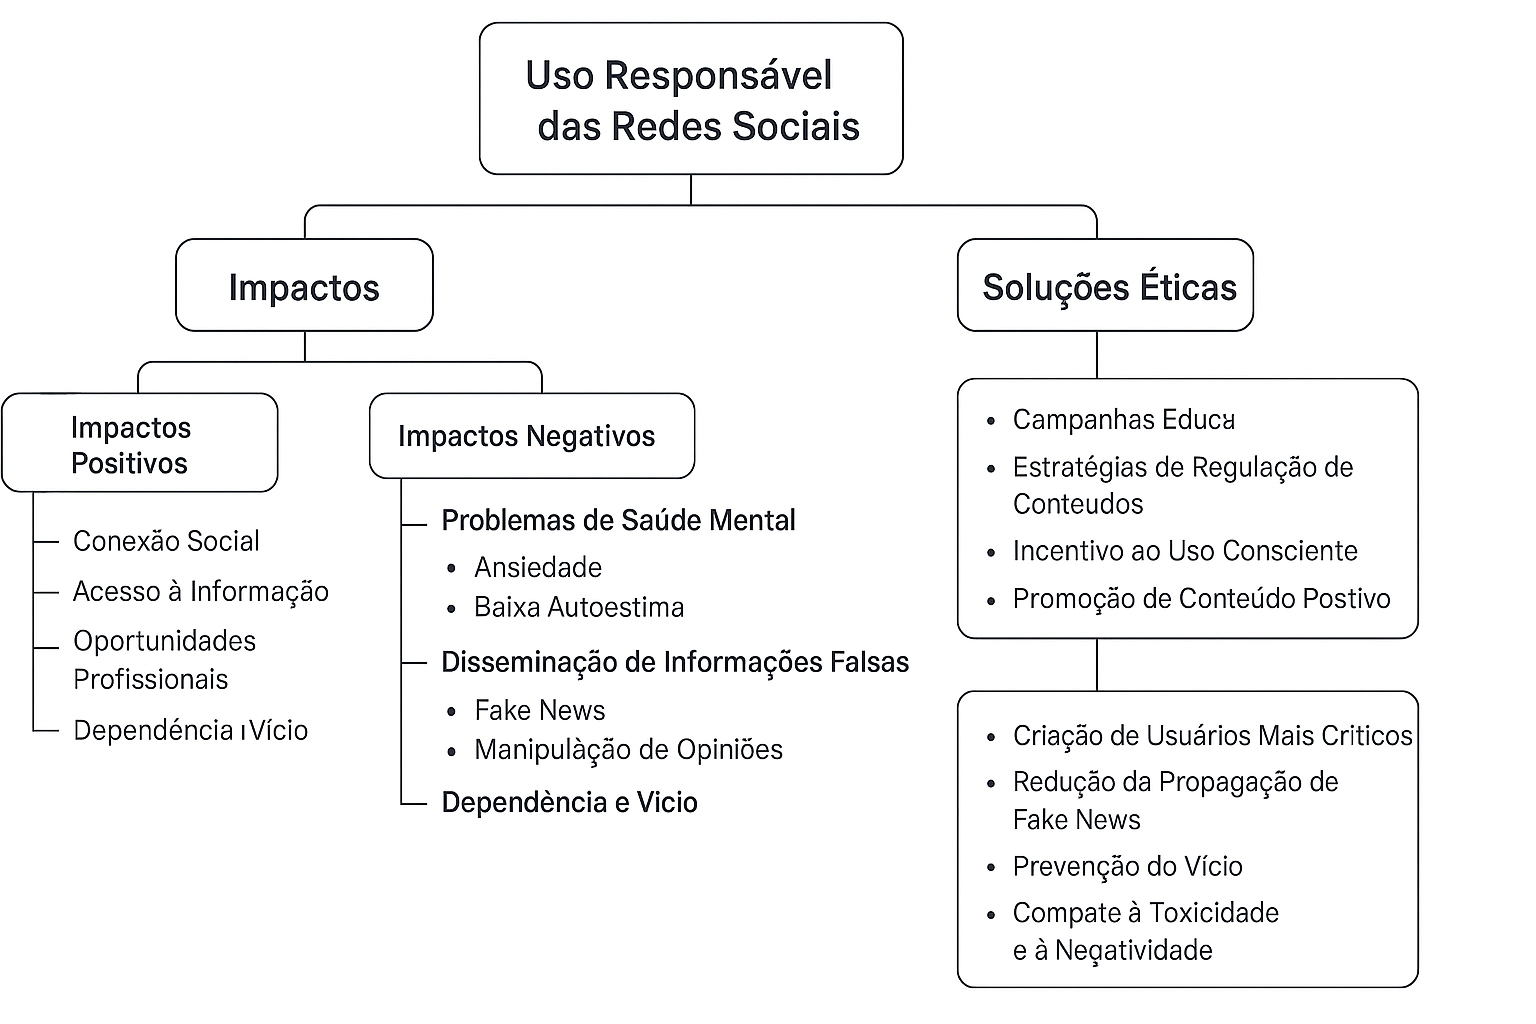 Uso Responsável
das Redes Sociais
Impactos
Soluções Éticas
Impactos
Positivos
Conexão Social
Acesso à Informação
Oportunidades
Profissionais
Dependéncia ı Vício
Impactos Negativos
Problemas de Saúde Mental
• Ansiedade
• Baixa Autoestima
Disseminação de Informações Falsas
• Fake News
• Manipulàção de Opiniões
Dependència e Vicio
• Campanhas
• Estratégias de Regulação de
Conteudos
• Incentivo ao Uso Consciente
• Promoção de Conteúdo Postivo
• Criação de Usuários Mais Criticos
• Redução da Propagação de
Fake News
• Prevenção do Vício
• Compate à Toxicidade
e à Negatividade